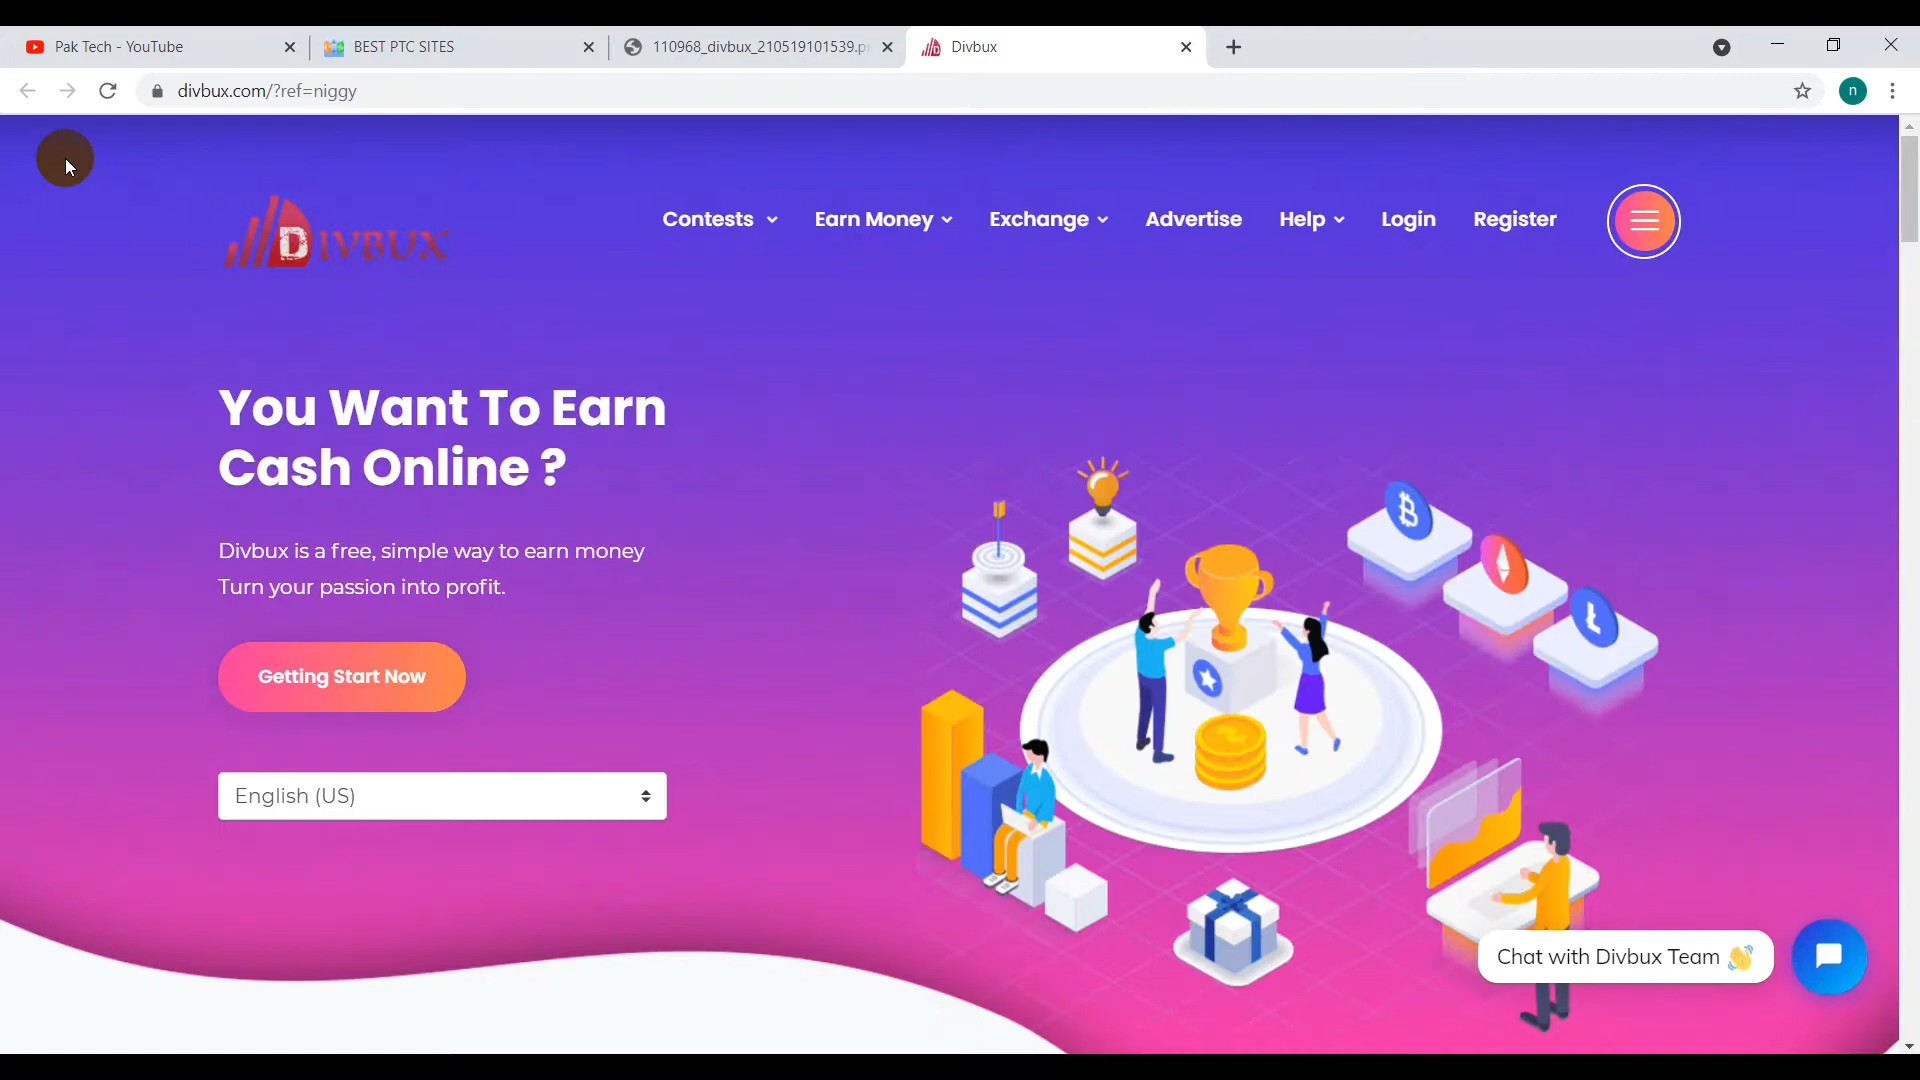 Pak Tech - YouTube
BEST PTC SITES
110968_divbux_210519101539.p
Divbux
divbux.com/?ref=niggy
n
DIVBUX
Contests
Earn Money
Exchange
Advertise
Help
Login
Register
You Want To Earn
Cash Online ?
Divbux is a free, simple way to earn money
Turn your passion into profit.
Getting Start Now
English (US)
Chat with Divbux Team 👋